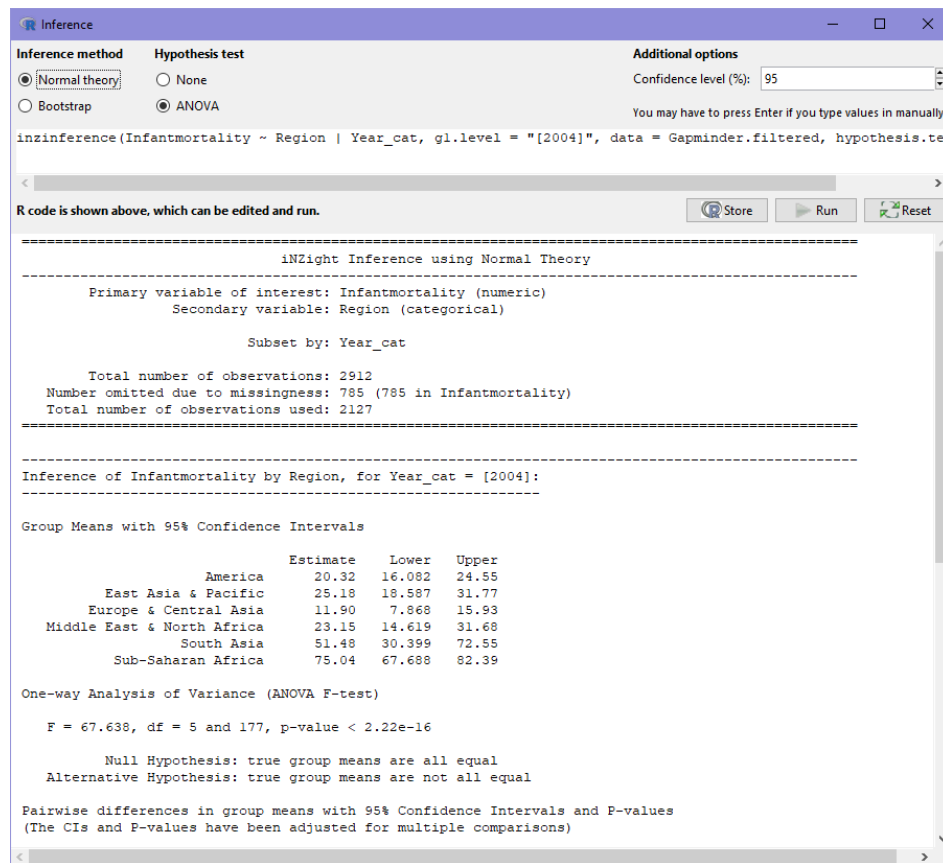 Inference
Inference method Hypothesis test Additional options
Normal theory None Confidence level (%): 95
Bootstrap ANOVA You may have to press Enter if you type values in manually
inzinference(Infantmortality ~ Region | Year_cat, g1.level = "[2004]", data = Gapminder.filtered, hypothesis.te
R code is shown above, which can be edited and run. Store Run Reset
iNZight Inference using Normal Theory
Primary variable of interest: Infantmortality (numeric)
Secondary variable: Region (categorical)
Subset by: Year_cat
Total number of observations: 2912
Number omitted due to missingness: 785 (785 in Infantmortality)
Total number of observations used: 2127
Inference of Infantmortality by Region, for Year_cat = [2004]:
Group Means with 95% Confidence Intervals
Estimate Lower Upper
America 20.32 16.082 24.55
East Asia & Pacific 25.18 18.587 31.77
Europe & Central Asia 11.90 7.868 15.93
Middle East & North Africa 23.15 14.619 31.68
South Asia 51.48 30.399 72.55
Sub-Saharan Africa 75.04 67.688 82.39
One-way Analysis of Variance (ANOVA F-test)
F = 67.638, df = 5 and 177, p-value < 2.22e-16
Null Hypothesis: true group means are all equal
Alternative Hypothesis: true group means are not all equal
Pairwise differences in group means with 95% Confidence Intervals and P-values
(The CIs and P-values have been adjusted for multiple comparisons)